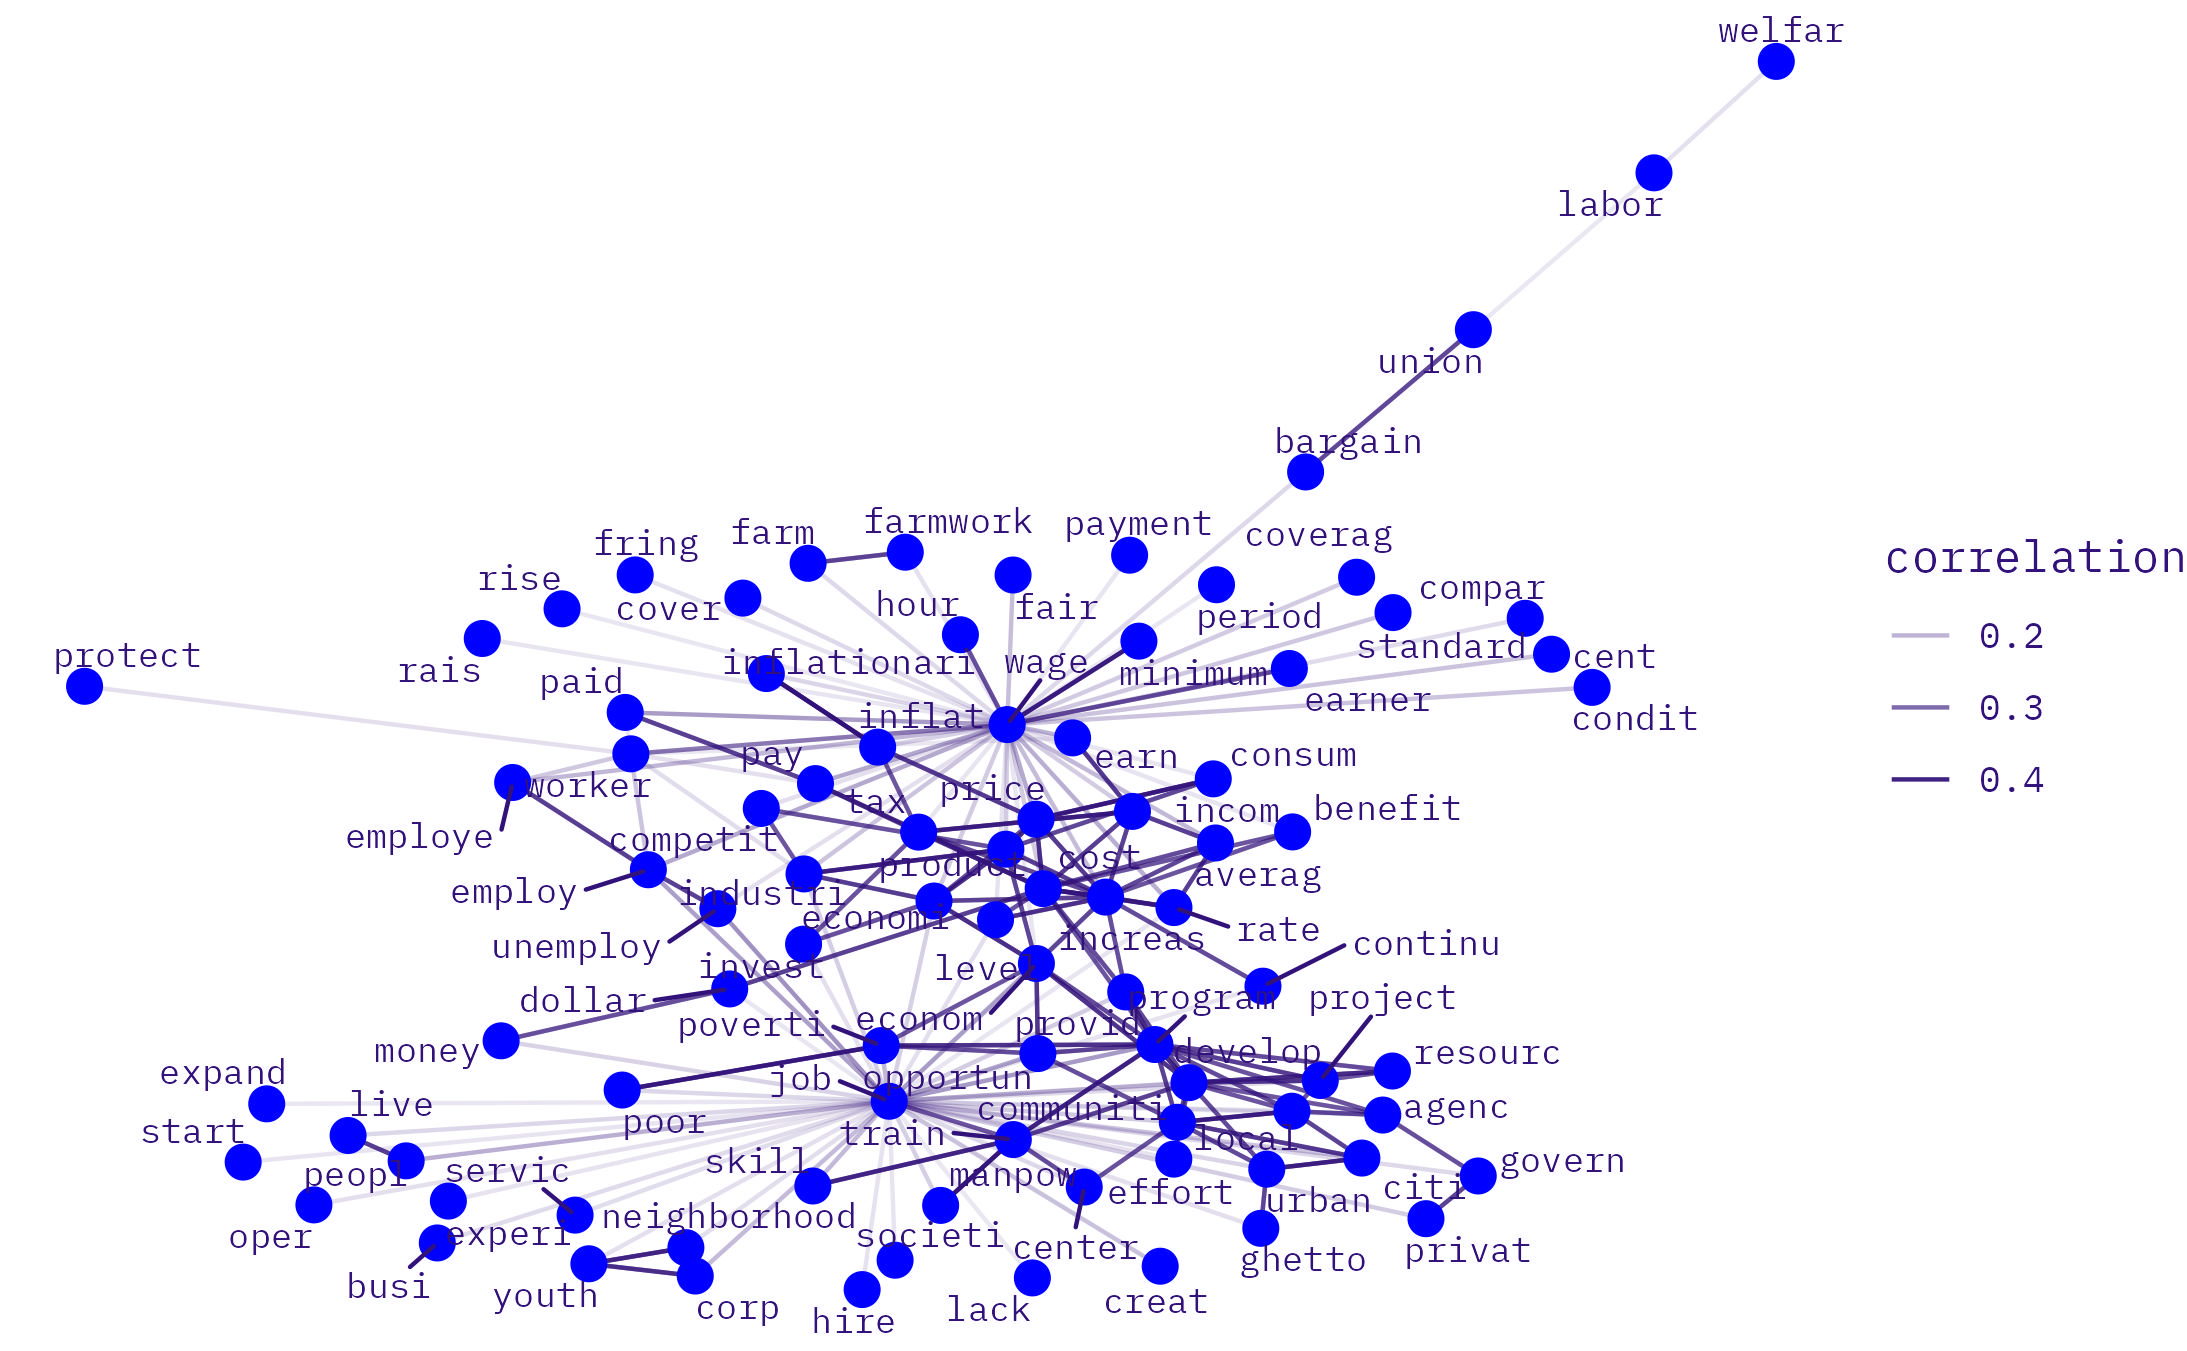 welfar
labor
union
bargain
farmwork
payment
farm
coverag
fring
correlation
rise
compar
cover
hour
fair
period
0.2
standard
protect
inflationari
wage
cent
rais
minimum
paid
earner
0.3
inflat
condit
pay
earn
consum
0.4
worker
price
tax
incom
benefit
employe
competit
product
cost
averag
employ
industri
economi
rate
unemploy
increas
continu
invest
level
dollar
program
project
poverti
econom
provid
money
develop
resourc
expand
job
opportun
live
communiti
agenc
poor
start
train
local
skill
govern
peopl
servic
manpow
effort
urban
citi
neighborhood
oper
experi
societi
center
ghetto
privat
busi
youth
corp
lack
creat
hire